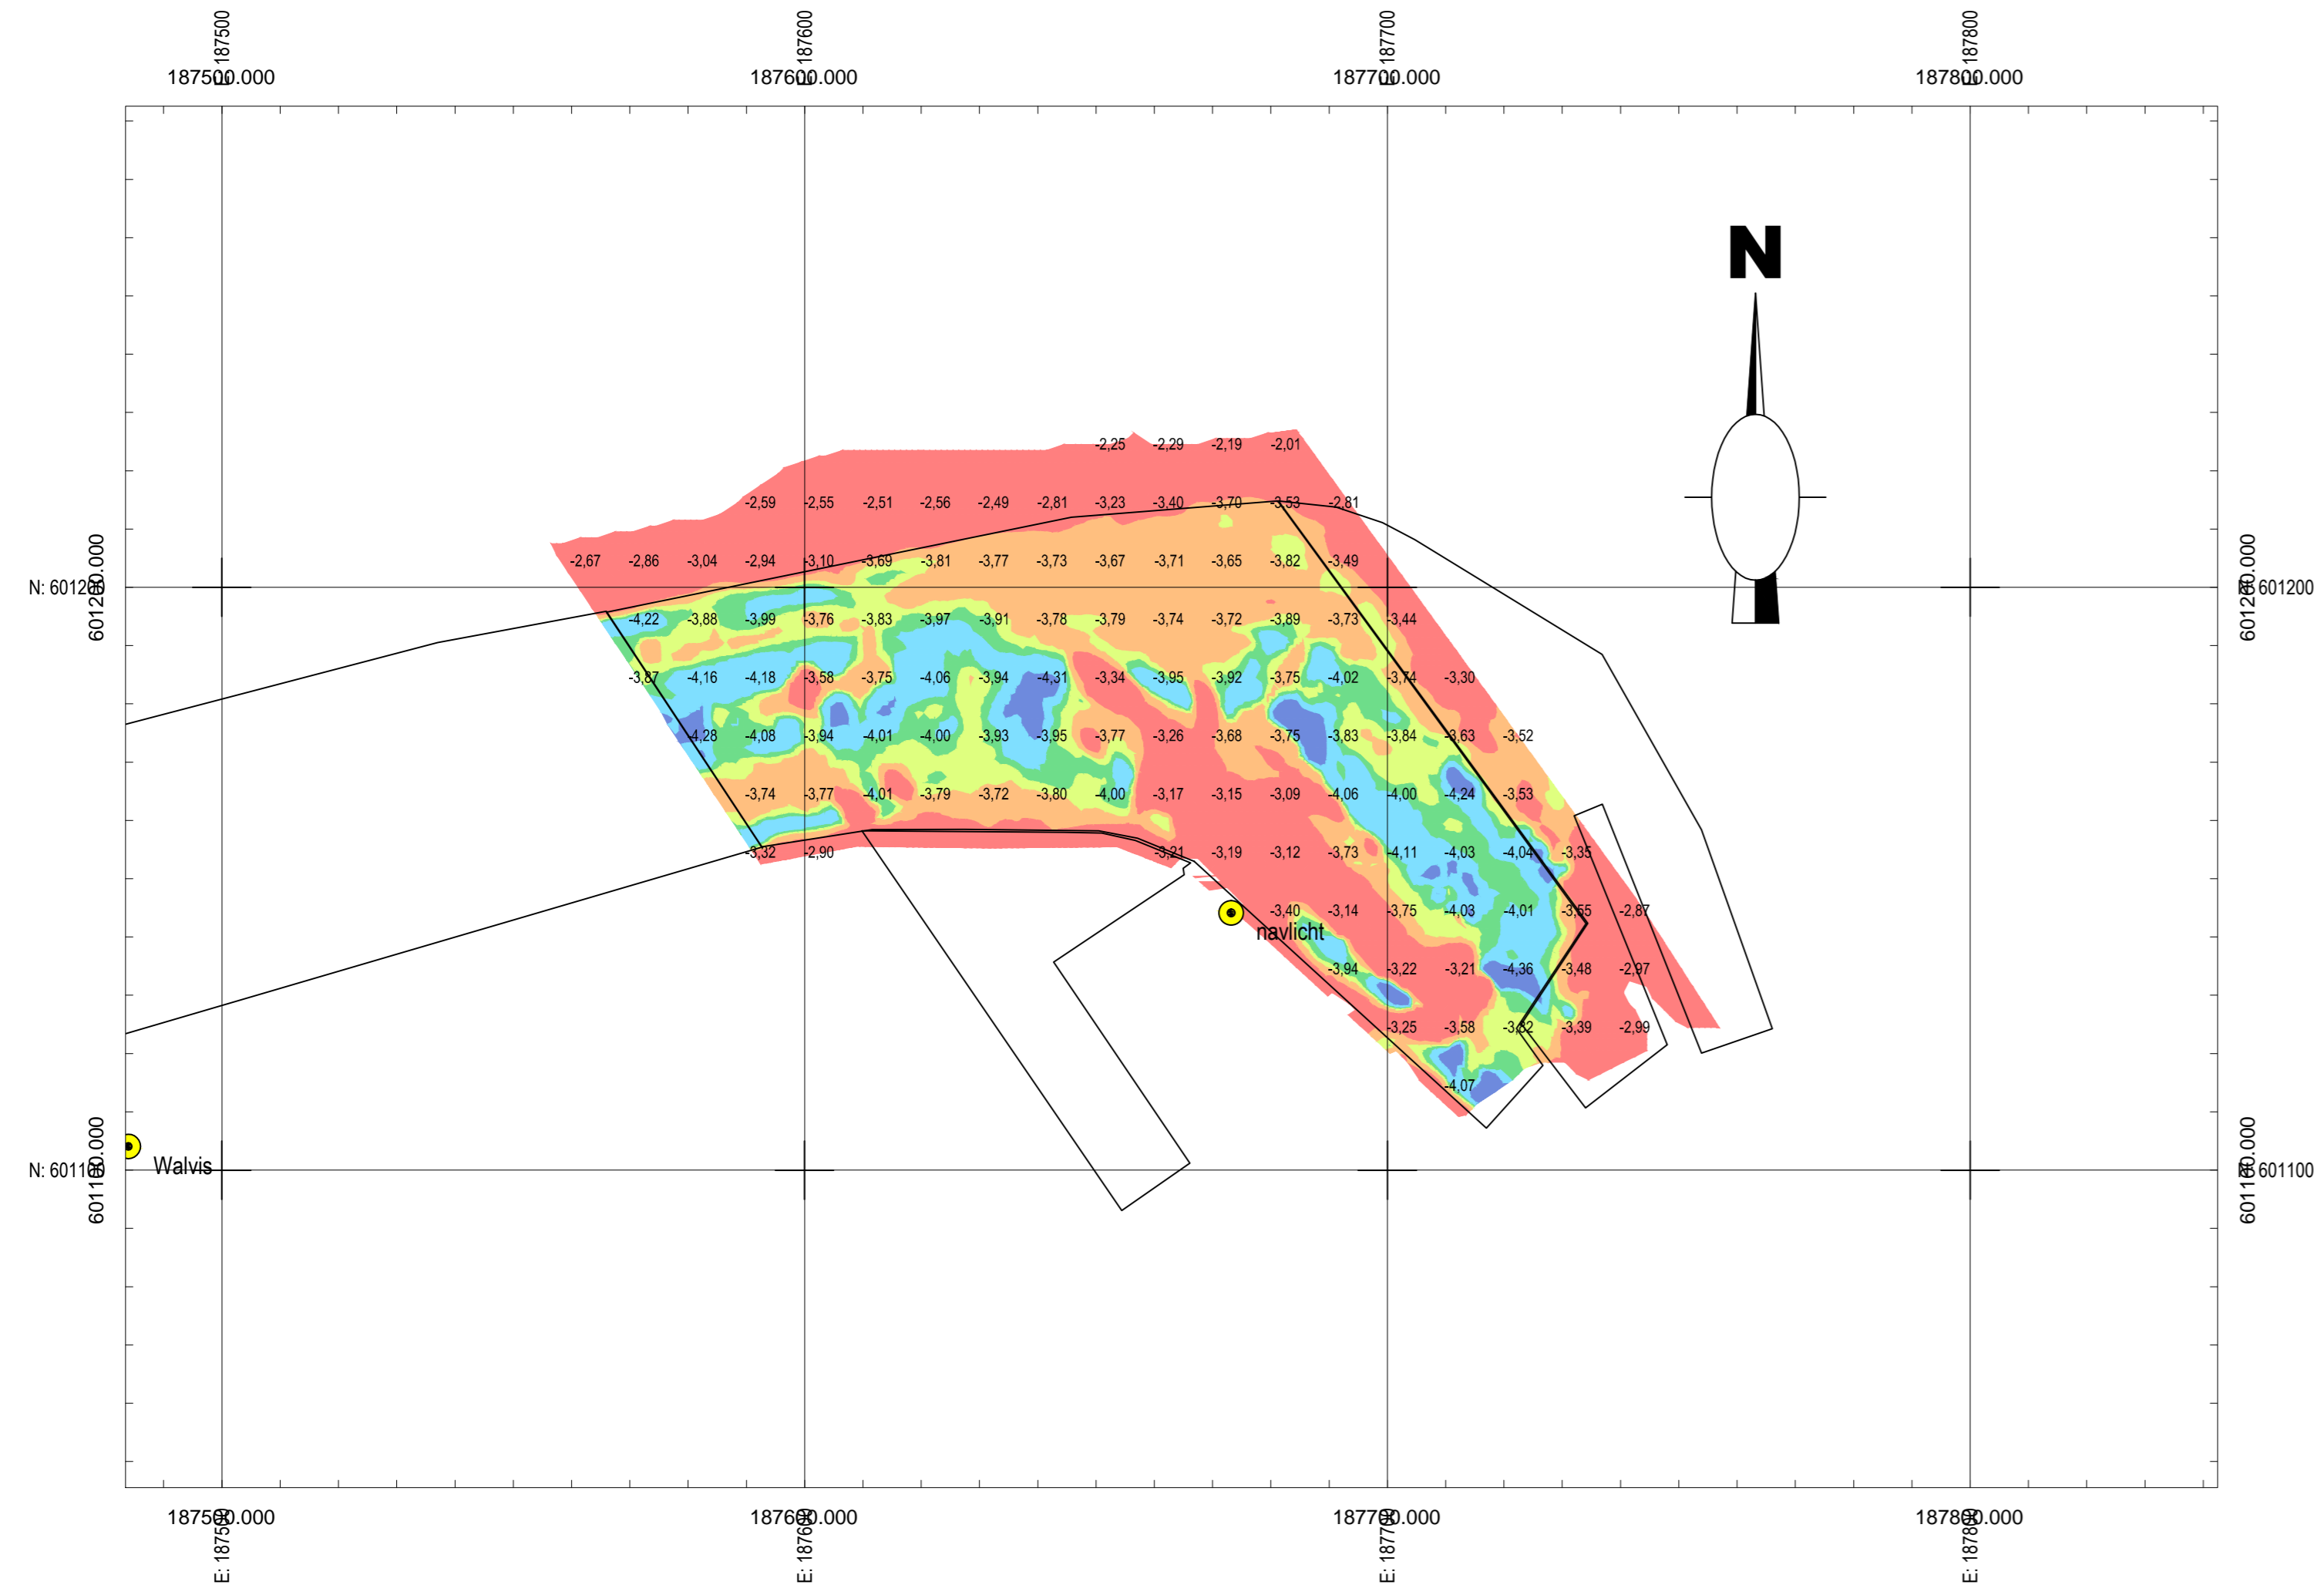 E: 187500 E: 187600 E: 187700 E: 187800
187500.000 187600.000 187700.000 187800.000
N
-2,25 -2,29 -2,19 -2,01
-2,59 -2,55 -2,51 -2,56 -2,49 -2,81 -3,23 -3,40 -3,70 -3,53 -2,81
-2,67 -2,86 -3,04 -2,94 -3,10 -3,69 -3,81 -3,77 -3,73 -3,67 -3,71 -3,65 -3,82 -3,49
N: 601200 601200.000 601200.000 N: 601200
-4,22 -3,88 -3,99 -3,76 -3,83 -3,97 -3,91 -3,78 -3,79 -3,74 -3,72 -3,89 -3,73 -3,44
-3,87 -4,16 -4,18 -3,58 -3,75 -4,06 -3,94 -4,31 -3,34 -3,95 -3,92 -3,75 -4,02 -3,74 -3,30
-4,28 -4,08 -3,94 -4,01 -4,00 -3,93 -3,95 -3,77 -3,26 -3,68 -3,75 -3,83 -3,84 -3,63 -3,52
-3,74 -3,77 -4,01 -3,79 -3,72 -3,80 -4,00 -3,17 -3,15 -3,09 -4,06 -4,00 -4,24 -3,53
-3,32 -2,90 -3,21 -3,19 -3,12 -3,73 -4,11 -4,03 -4,04 -3,35
-3,40 -3,14 -3,75 -4,03 -4,01 -3,55 -2,87
navlicht
-3,94 -3,22 -3,21 -4,36 -3,48 -2,97
-3,25 -3,58 -3,82 -3,39 -2,99
-4,07
Walvis
N: 601100 601100.000 601100.000 N: 601100
187500.000 187600.000 187700.000 187800.000
E: 187500 E: 187600 E: 187700 E: 187800